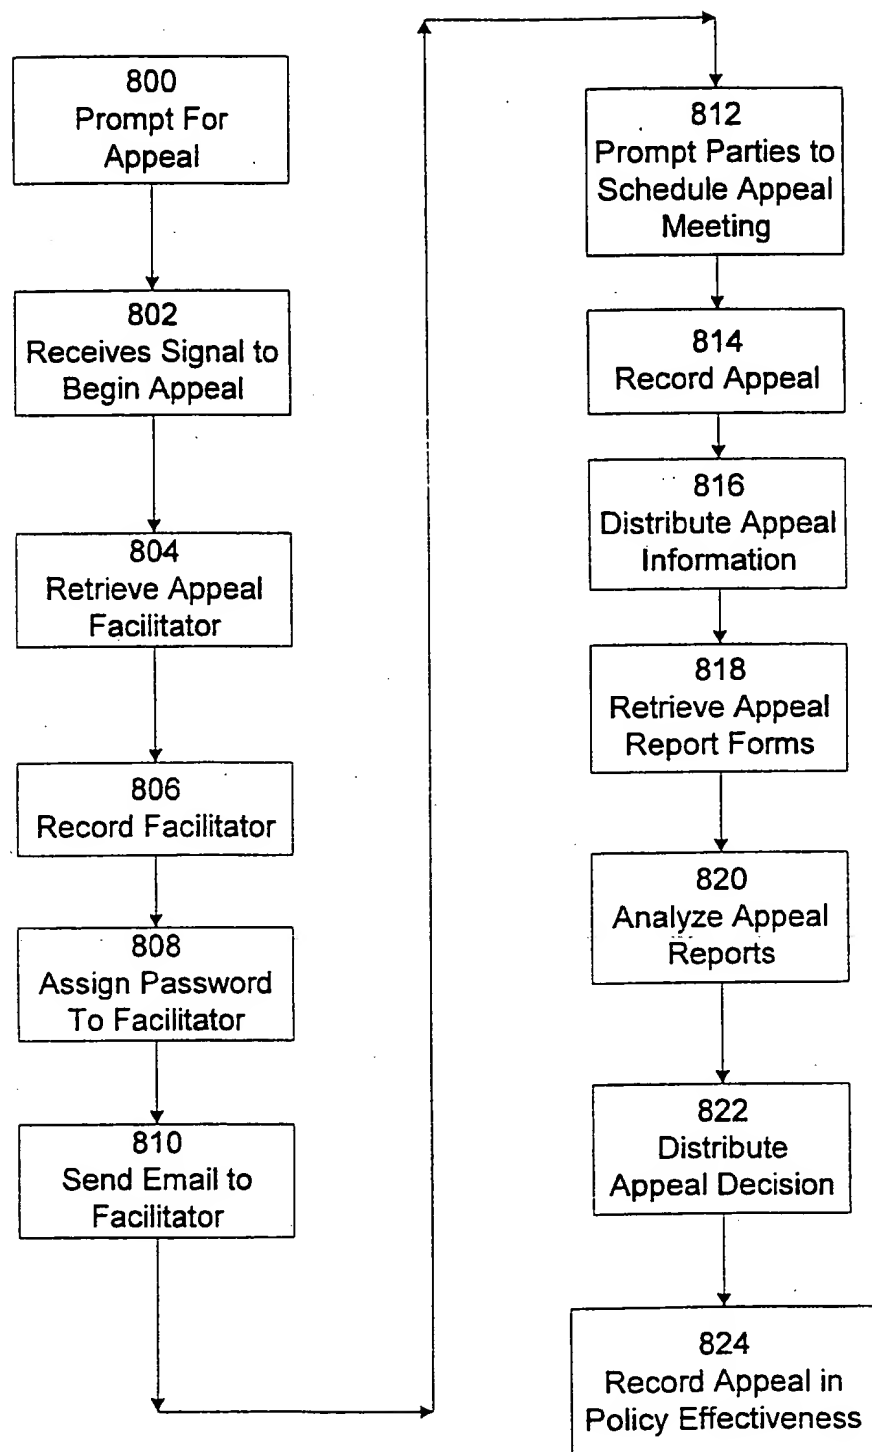 800
Prompt For
Appeal
802
Receives Signal to
Begin Appeal
804
Retrieve Appeal
Facilitator
806
Record Facilitator
808
Assign Password
To Facilitator
810
Send Email to
Facilitator
812
Prompt Parties to
Schedule Appeal
Meeting
814
Record Appeal
816
Distribute Appeal
Information
818
Retrieve Appeal
Report Forms
820
Analyze Appeal
Reports
822
Distribute
Appeal Decision
824
Record Appeal in
Policy Effectiveness